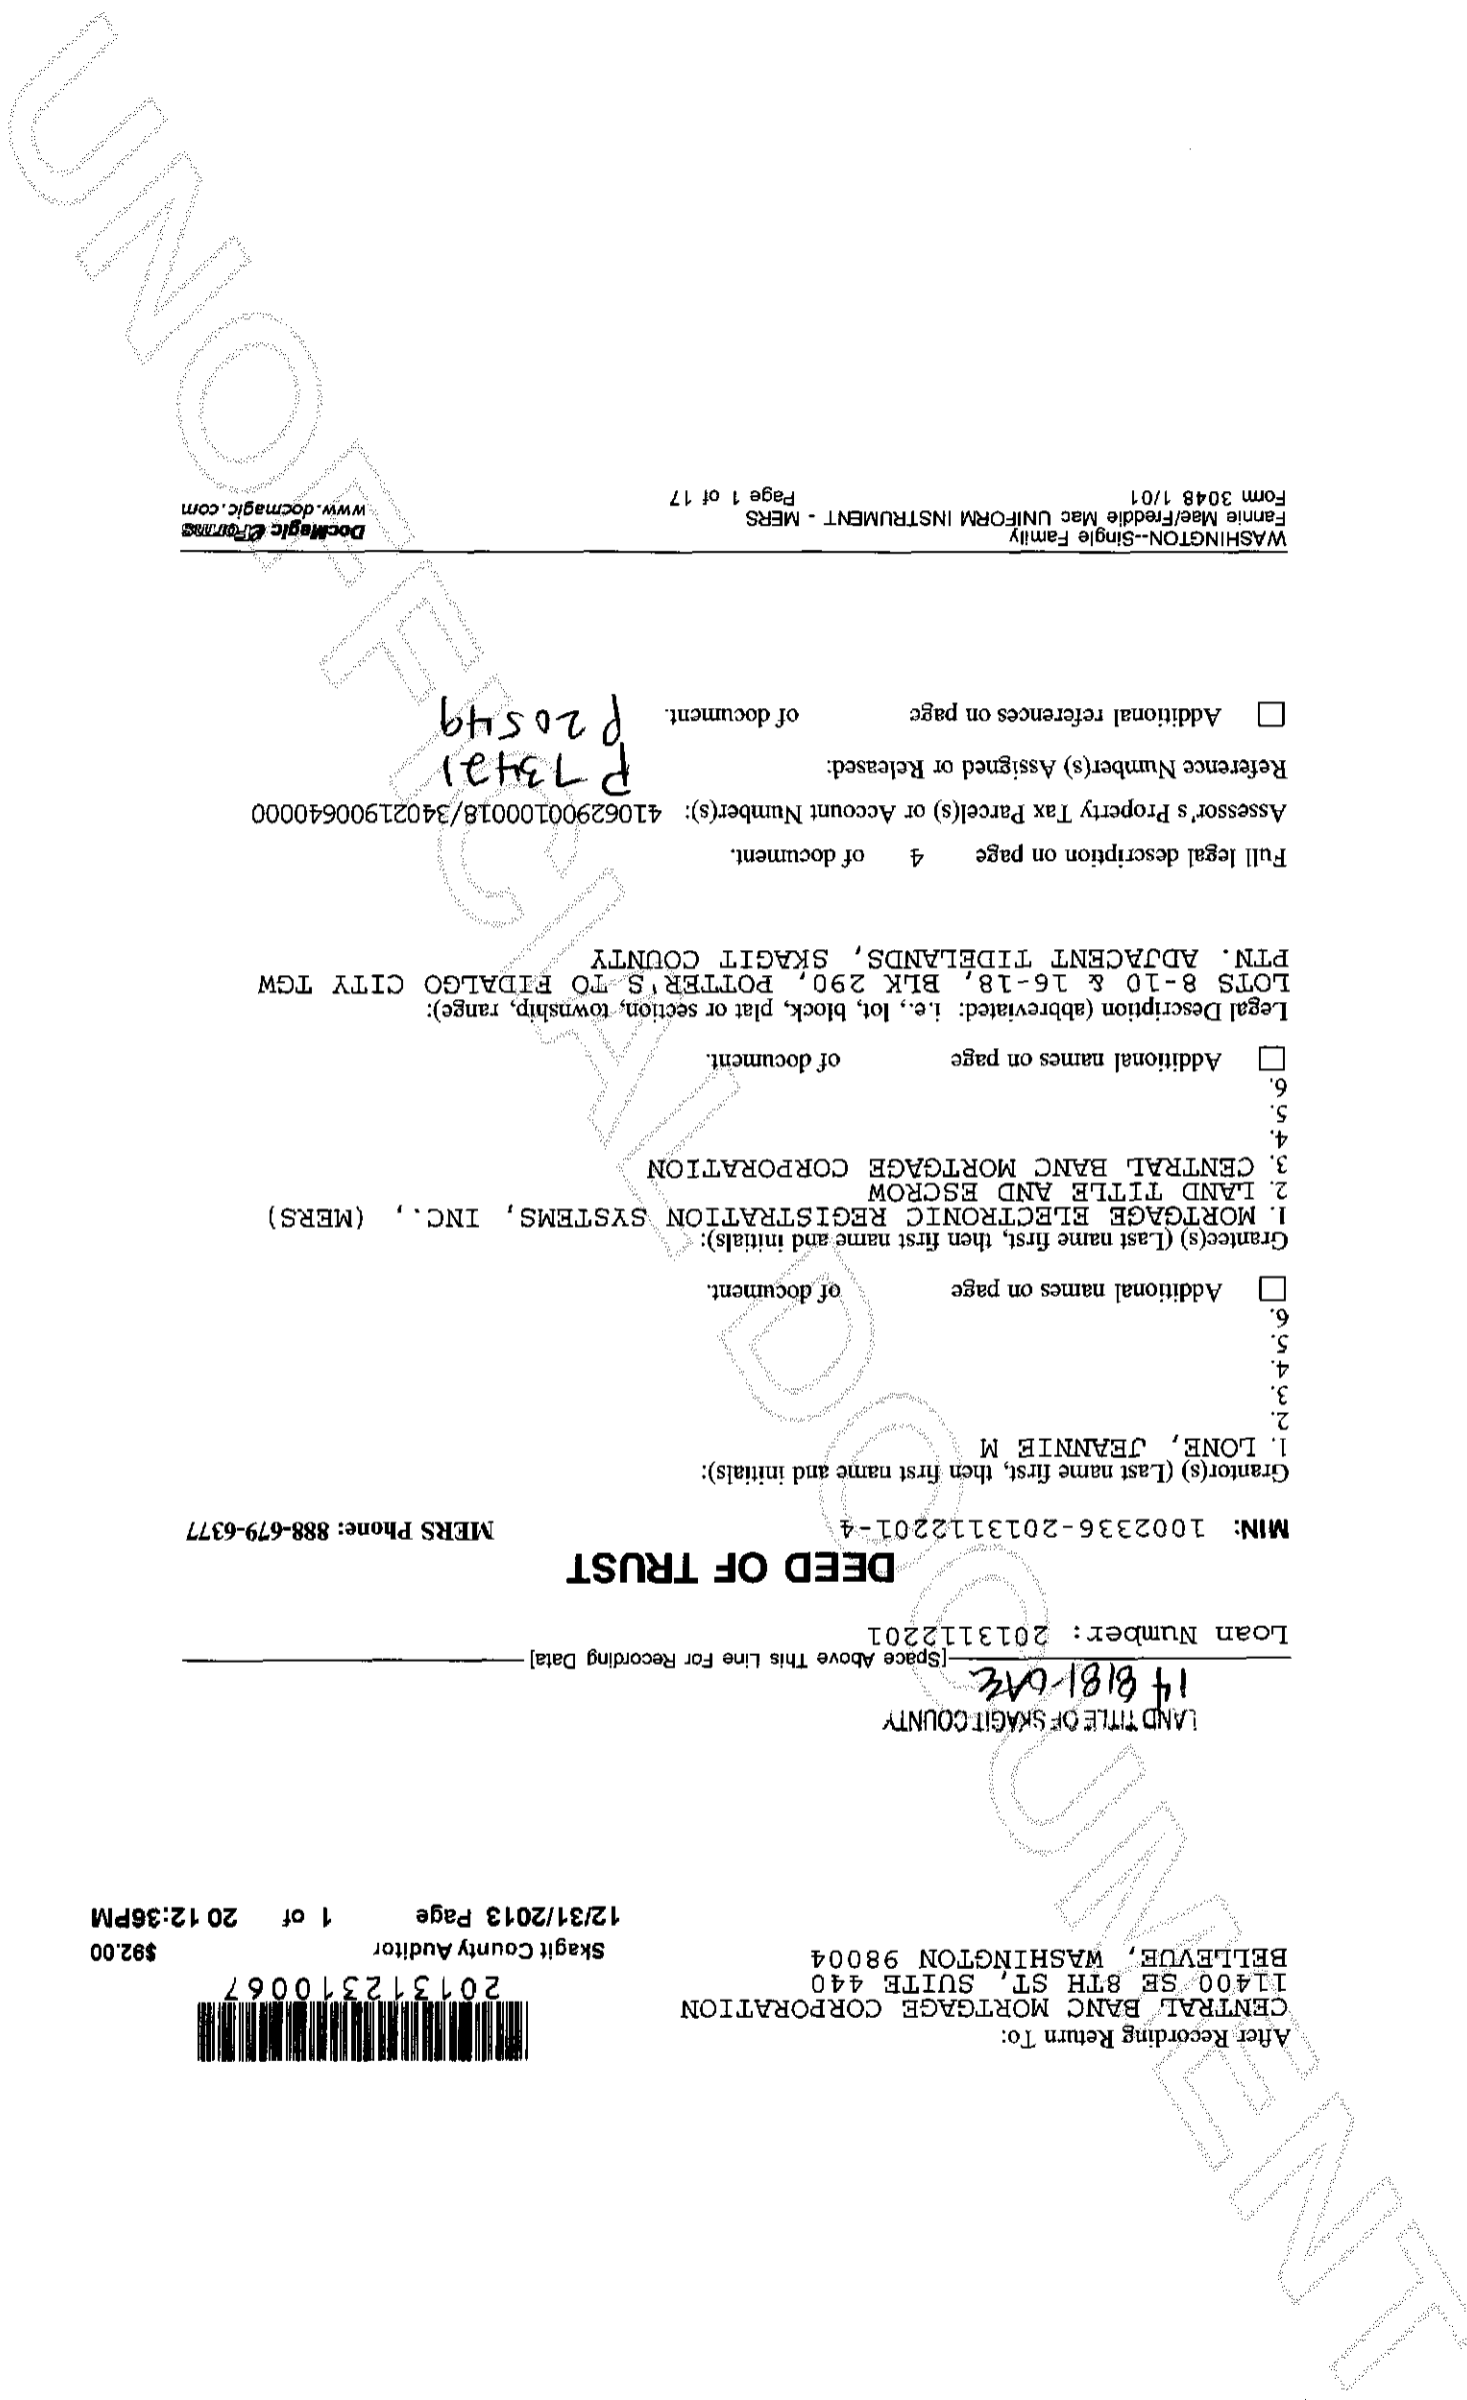 After Recording Return To:
CENTRAL BANC MORTGAGE CORPORATION
11400 SE 8TH ST, SUITE 440
BELLEVUE, WASHINGTON 98004
201312310067
Skagit County Auditor $92.00
12/31/2013 Page 1 of 20 12:36PM
LAND TITLE OF SKAGIT COUNTY
[Space Above This Line For Recording Data]
Loan Number: 2013112201
DEED OF TRUST
MIN: 1002336-2013112201-4 MERS Phone: 888-679-6377
Grantor(s) (Last name first, then first name and initials):
1. LONE, JEANNIE M
2.
3.
4.
5.
6.
Additional names on page of document.
Grantee(s) (Last name first, then first name and initials):
1. MORTGAGE ELECTRONIC REGISTRATION SYSTEMS, INC., (MERS)
2. LAND TITLE AND ESCROW
3. CENTRAL BANC MORTGAGE CORPORATION
4.
5.
6.
Additional names on page of document.
Legal Description (abbreviated: i.e., lot, block, plat or section, township, range):
LOTS 8-10 & 16-18, BLK 290, POTTER'S TO FIDALGO CITY TGW
PTN. ADJACENT TIDELANDS, SKAGIT COUNTY
Full legal description on page 4 of document.
Assessor's Property Tax Parcel(s) or Account Number(s): 41062900100018/34021900640000
Reference Number(s) Assigned or Released: P73421
Additional references on page of document. P20549
WASHINGTON--Single Family
Fannie Mae/Freddie Mac UNIFORM INSTRUMENT - MERS
Form 3048 1/01 Page 1 of 17
DocMagic eForms
www.docmagic.com
UNOFFICIAL DOCUMENT